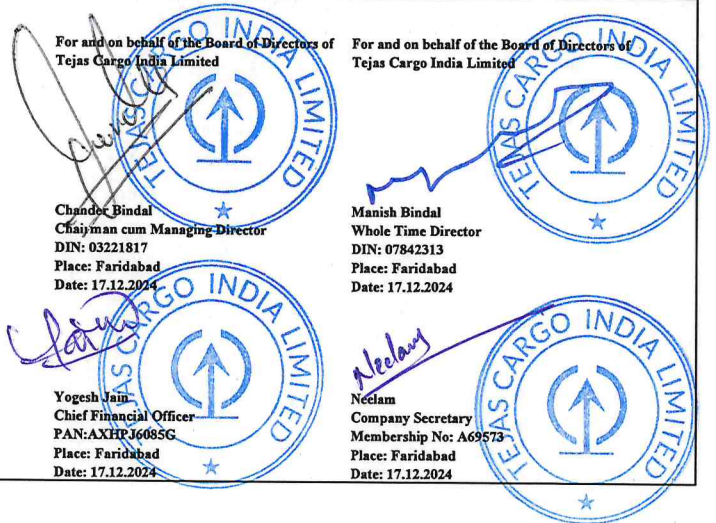 For and on behalf of the Board of Directors of
Tejas Cargo India Limited
TEJAS CARGO INDIA LIMITED
Chander Bindal
Chairman cum Managing Director
DIN: 03221817
Place: Faridabad
Date: 17.12.2024
For and on behalf of the Board of Directors of
Tejas Cargo India Limited
TEJAS CARGO INDIA LIMITED
Manish Bindal
Whole Time Director
DIN: 07842313
Place: Faridabad
Date: 17.12.2024
TEJAS CARGO INDIA LIMITED
Yogesh Jain
Chief Financial Officer
PAN:AXHPJ6085G
Place: Faridabad
Date: 17.12.2024
Neelam
TEJAS CARGO INDIA LIMITED
Neelam
Company Secretary
Membership No: A69573
Place: Faridabad
Date: 17.12.2024